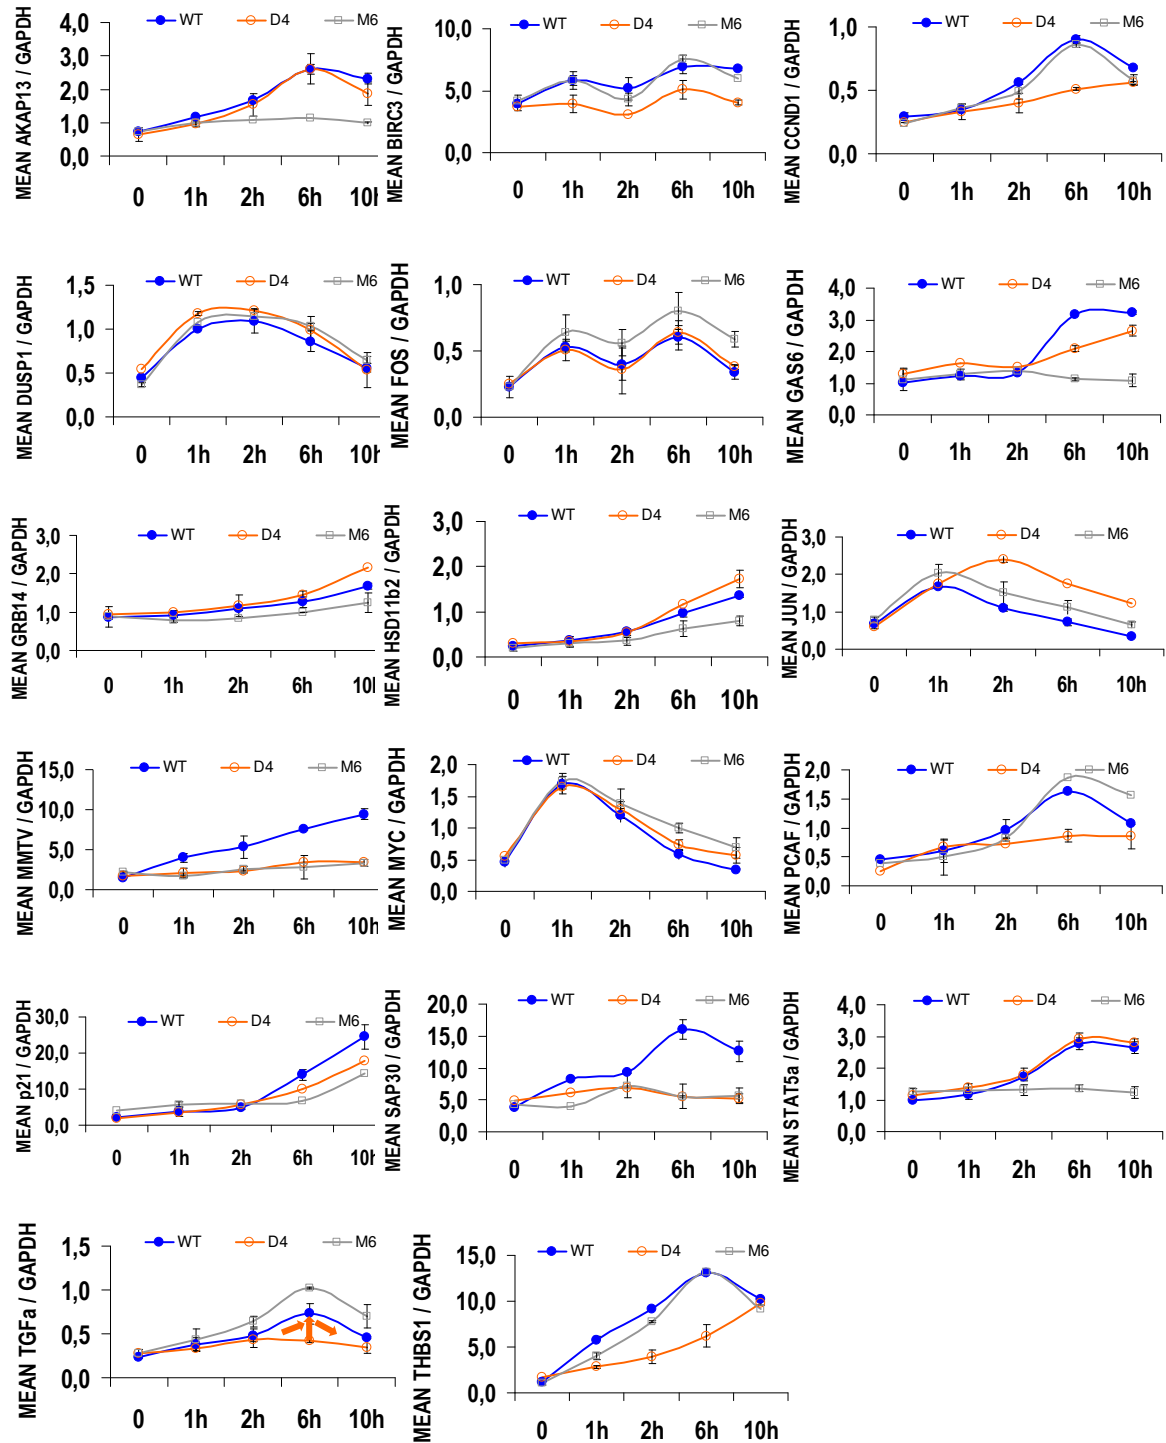 MEAN AKAP13 / GAPDH
4,0
3,0
2,0
1,0
0,0
WT D4 M6
0 1h 2h 6h 10h
MEAN BIRC3 / GAPDH
10,0
5,0
0,0
WT D4 M6
0 1h 2h 6h 10h
MEAN CCND1 / GAPDH
1,0
0,5
0,0
WT D4 M6
0 1h 2h 6h 10h
MEAN DUSP1 / GAPDH
1,5
1,0
0,5
0,0
WT D4 M6
0 1h 2h 6h 10h
MEAN FOS / GAPDH
1,0
0,5
0,0
WT D4 M6
0 1h 2h 6h 10h
MEAN GAS6 / GAPDH
4,0
3,0
2,0
1,0
0,0
WT D4 M6
0 1h 2h 6h 10h
MEAN GRB14 / GAPDH
3,0
2,0
1,0
0,0
WT D4 M6
0 1h 2h 6h 10h
MEAN HSD11b2 / GAPDH
3,0
2,0
1,0
0,0
WT D4 M6
0 1h 2h 6h 10h
MEAN JUN / GAPDH
3,0
2,0
1,0
0,0
WT D4 M6
0 1h 2h 6h 10h
MEAN MMTV / GAPDH
15,0
10,0
5,0
0,0
WT D4 M6
0 1h 2h 6h 10h
MEAN MYC / GAPDH
2,0
1,5
1,0
0,5
0,0
WT D4 M6
0 1h 2h 6h 10h
MEAN PCAF / GAPDH
2,0
1,5
1,0
0,5
0,0
WT D4 M6
0 1h 2h 6h 10h
MEAN p21 / GAPDH
30,0
20,0
10,0
0,0
WT D4 M6
0 1h 2h 6h 10h
MEAN SAP30 / GAPDH
20,0
15,0
10,0
5,0
0,0
WT D4 M6
0 1h 2h 6h 10h
MEAN STAT5a / GAPDH
4,0
3,0
2,0
1,0
0,0
WT D4 M6
0 1h 2h 6h 10h
MEAN TGFa / GAPDH
1,5
1,0
0,5
0,0
WT D4 M6
0 1h 2h 6h 10h
MEAN THBS1 / GAPDH
15,0
10,0
5,0
0,0
WT D4 M6
0 1h 2h 6h 10h